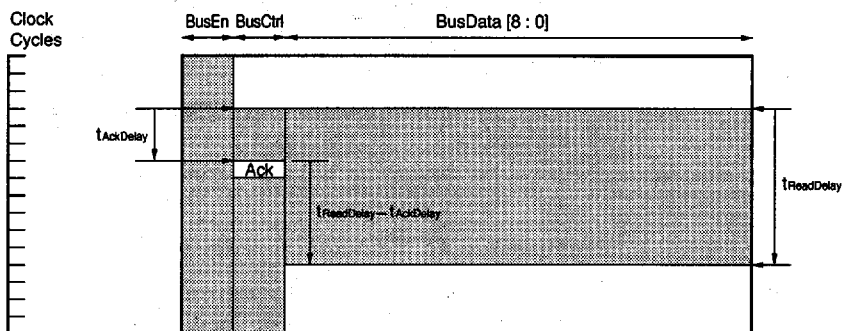 Clock
Cycles
BusEn BusCtrl BusData [8 : 0]
tAckDelay
Ack
tReadDelay
tReadDelay – tAckDelay